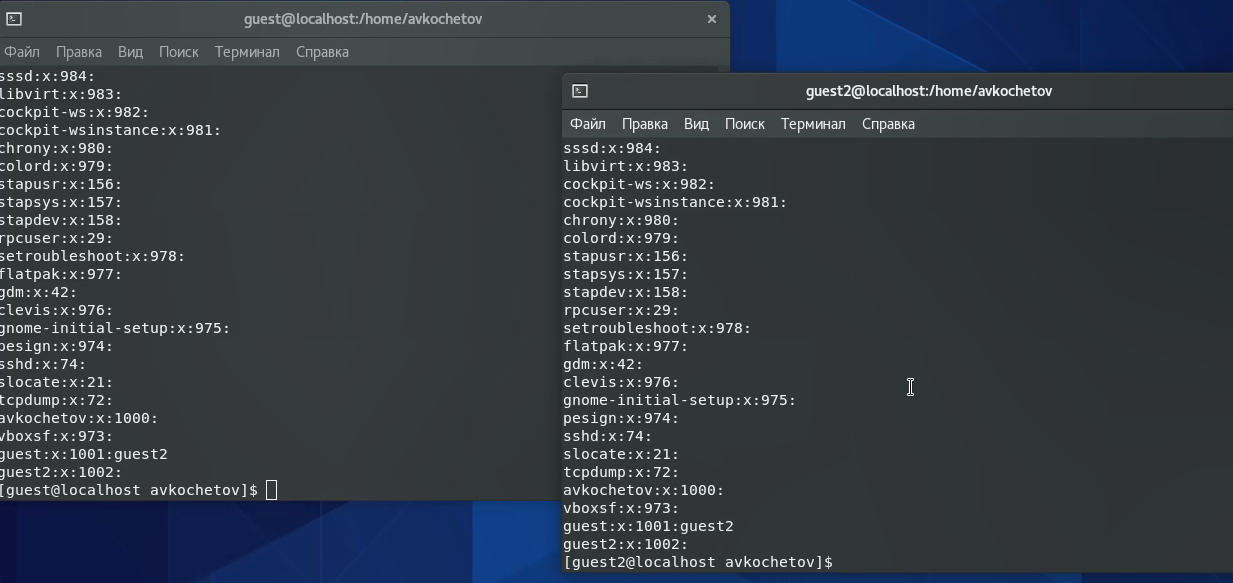 guest@localhost:/home/avkochetov
Файл Правка Вид Поиск Терминал Справка
sssd:x:984:
libvirt:x:983:
cockpit-ws:x:982:
cockpit-wsinstance:x:981:
chrony:x:980:
colord:x:979:
stapusr:x:156:
stapsys:x:157:
stapdev:x:158:
rpcuser:x:29:
setroubleshoot:x:978:
flatpak:x:977:
gdm:x:42:
clevis:x:976:
gnome-initial-setup:x:975:
pesign:x:974:
sshd:x:74:
slocate:x:21:
tcpdump:x:72:
avkochetov:x:1000:
vboxsf:x:973:
guest:x:1001:guest2
guest2:x:1002:
[guest@localhost avkochetov]$
guest2@localhost:/home/avkochetov
Файл Правка Вид Поиск Терминал Справка
sssd:x:984:
libvirt:x:983:
cockpit-ws:x:982:
cockpit-wsinstance:x:981:
chrony:x:980:
colord:x:979:
stapusr:x:156:
stapsys:x:157:
stapdev:x:158:
rpcuser:x:29:
setroubleshoot:x:978:
flatpak:x:977:
gdm:x:42:
clevis:x:976:
gnome-initial-setup:x:975:
pesign:x:974:
sshd:x:74:
slocate:x:21:
tcpdump:x:72:
avkochetov:x:1000:
vboxsf:x:973:
guest:x:1001:guest2
guest2:x:1002:
[guest2@localhost avkochetov]$